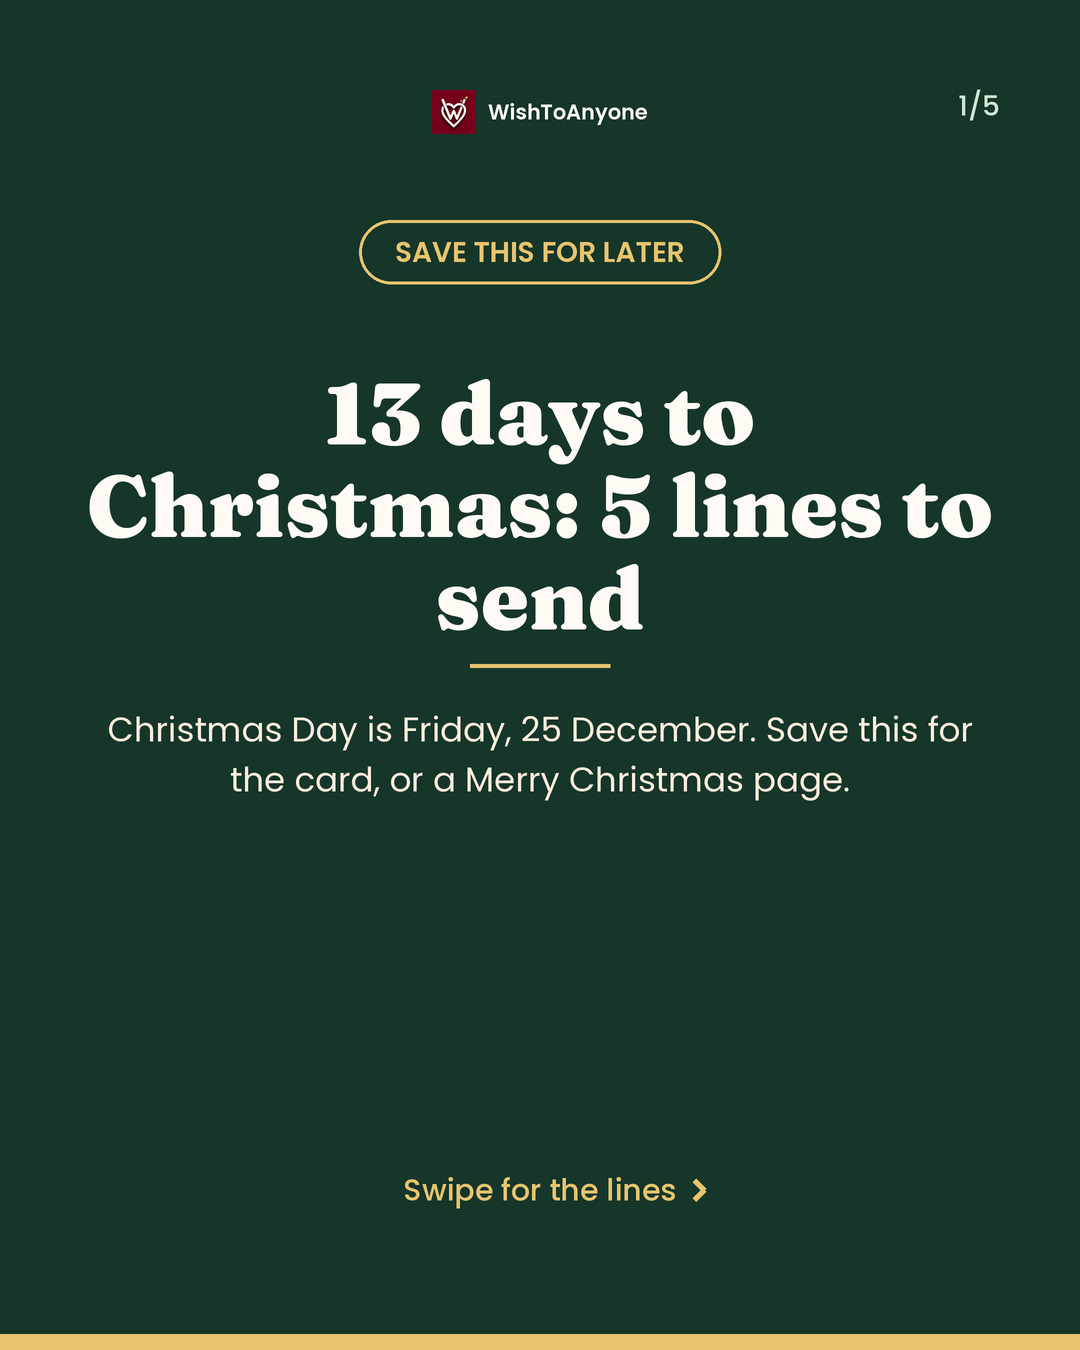 WishToAnyone
1/5
SAVE THIS FOR LATER
13 days to
Christmas: 5 lines to
send
Christmas Day is Friday, 25 December. Save this for
the card, or a Merry Christmas page.
Swipe for the lines